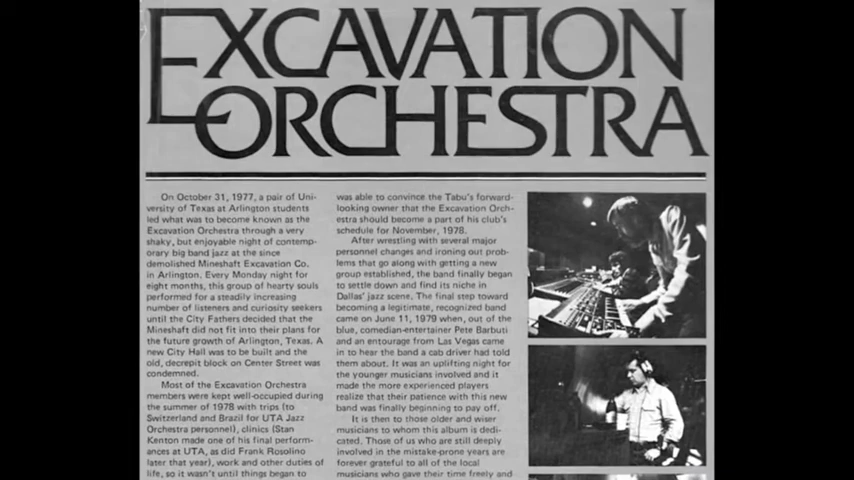 EXCAVATION
ORCHESTRA
On October 31, 1977, a pair of Uni-
versity of Texas at Arlington students
led what was to become known as the
Excavation Orchestra through a very
shaky, but enjoyable night of contemp-
orary big band jazz at the since
demolished Mineshaft Excavation Co.
in Arlington. Every Monday night for
eight months, this group of hearty souls
performed for a steadily increasing
number of listeners and curiosity seekers
until the City Fathers decided that the
Mineshaft did not fit into their plans for
the future growth of Arlington, Texas. A
new City Hall was to be built and the
old, decrepit block on Center Street was
condemned.
Most of the Excavation Orchestra
members were kept well-occupied during
the summer of 1978 with trips (to
Switzerland and Brazil for UTA Jazz
Orchestra personnel), clinics (Stan
Kenton made one of his final perform-
ances at UTA, as did Frank Rosolino
later that year), work and other duties of
life, so it wasn't until things began to
was able to convince the Tabu's forward-
looking owner that the Excavation Orch-
estra should become a part of his club's
schedule for November, 1978.
After wrestling with several major
personnel changes and ironing out prob-
lems that go along with getting a new
group established, the band finally began
to settle down and find its niche in
Dallas' jazz scene. The final step toward
becoming a legitimate, recognized band
came on June 11, 1979 when, out of the
blue, comedian-entertainer Pete Barbuti
and an entourage from Las Vegas came
in to hear the band a cab driver had told
them about. It was an uplifting night for
the younger musicians involved and it
made the more experienced players
realize that their patience with this new
band was finally beginning to pay off.
It is then to those older and wiser
musicians to whom this album is dedi-
cated. Those of us who are still deeply
involved in the mistake-prone years are
forever grateful to all of the local
musicians who gave their time freely and